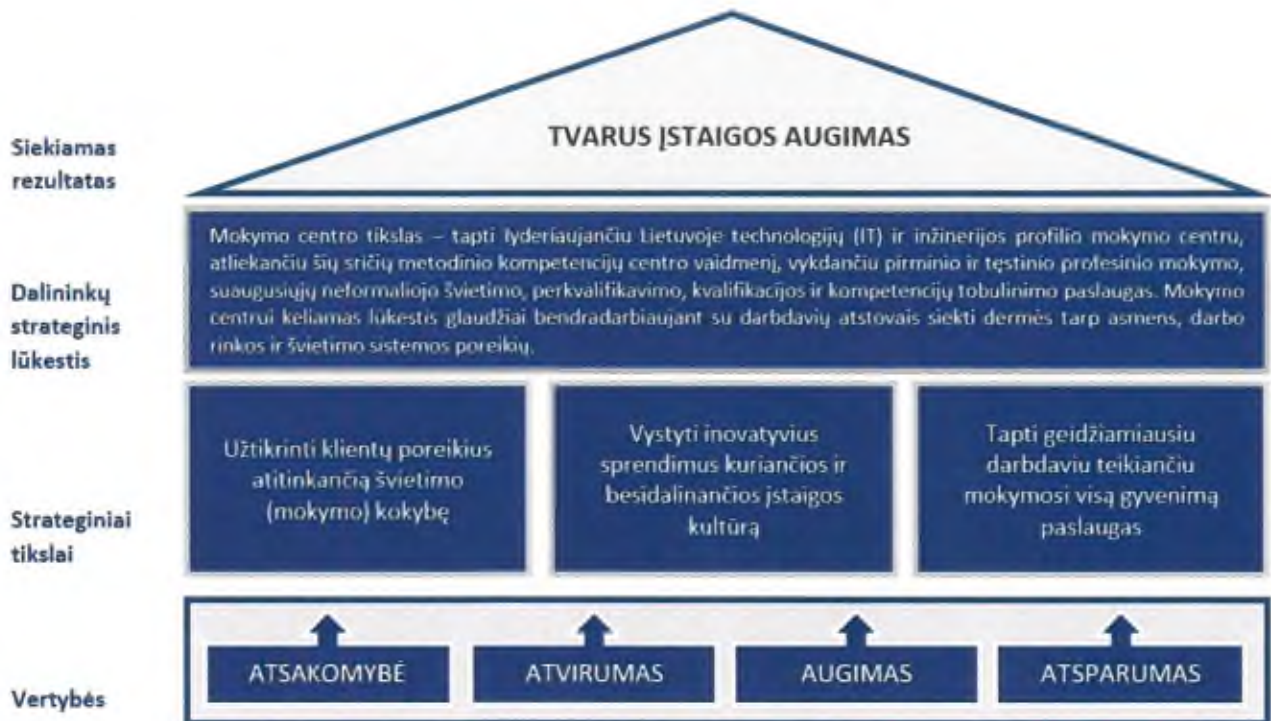 TVARUS ĮSTAIGOS AUGIMAS
Siekiamas
rezultatas
Mokymo centro tikslas – tapti lyderiaujančiu Lietuvoje technologijų (IT) ir inžinerijos profilio mokymo centru,
atliekančiu šių sričių metodinio kompetencijų centro vaidmenį, vykdančiu pirminio ir tęstinio profesinio mokymo,
suaugusiųjų neformaliojo švietimo, perkvalifikavimo, kvalifikacijos ir kompetencijų tobulinimo paslaugas. Mokymo
centrui keliamas lūkestis glaudžiai bendradarbiaujant su darbdavių atstovais siekti dermės tarp asmens, darbo
rinkos ir švietimo sistemos poreikių.
Dalininkų
strateginis
lūkestis
Užtikrinti klientų poreikius
atitinkančią švietimo
(mokymo) kokybę
Vystyti inovatyvius
sprendimus kuriančios ir
besidalinančios įstaigos
kultūrą
Tapti geidžiamiausiu
darbdaviu teikiančiu
mokymosi visą gyvenimą
paslaugas
Strateginiai
tikslai
ATSAKOMYBĖ
ATVIRUMAS
AUGIMAS
ATSPARUMAS
Vertybės